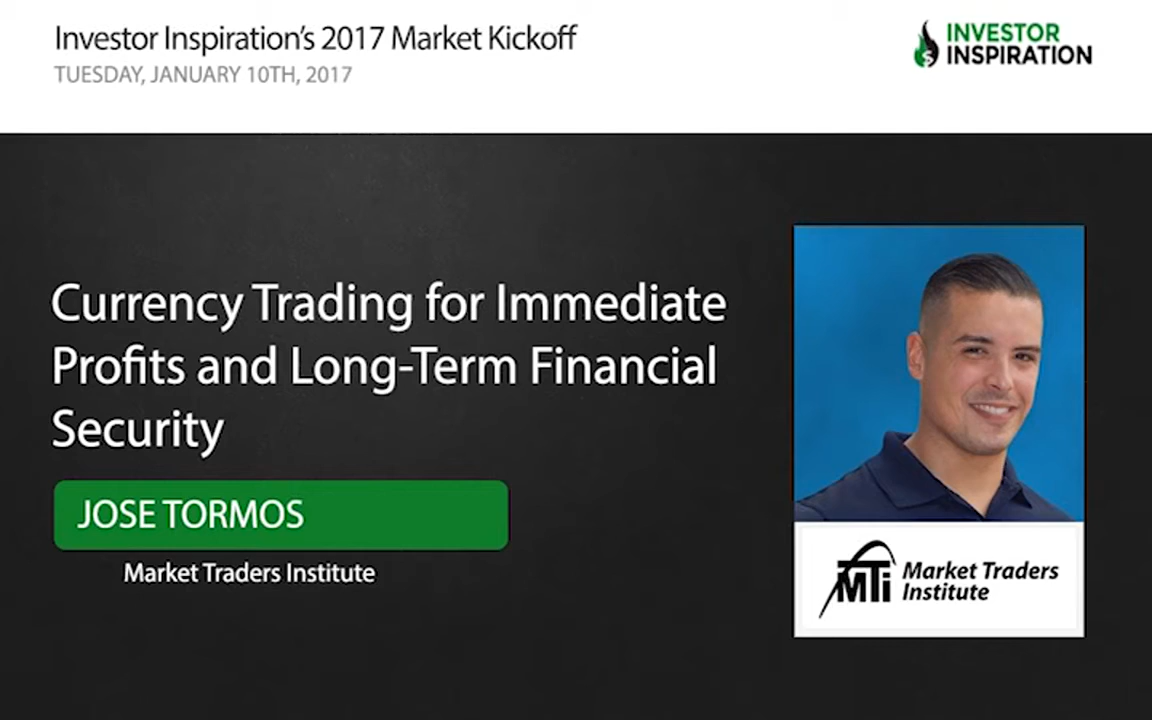 Investor Inspiration's 2017 Market Kickoff
TUESDAY, JANUARY 10TH, 2017
INVESTOR
INSPIRATION
$
Currency Trading for Immediate
Profits and Long-Term Financial
Security
JOSE TORMOS
Market Traders Institute
MTi
Market Traders
Institute